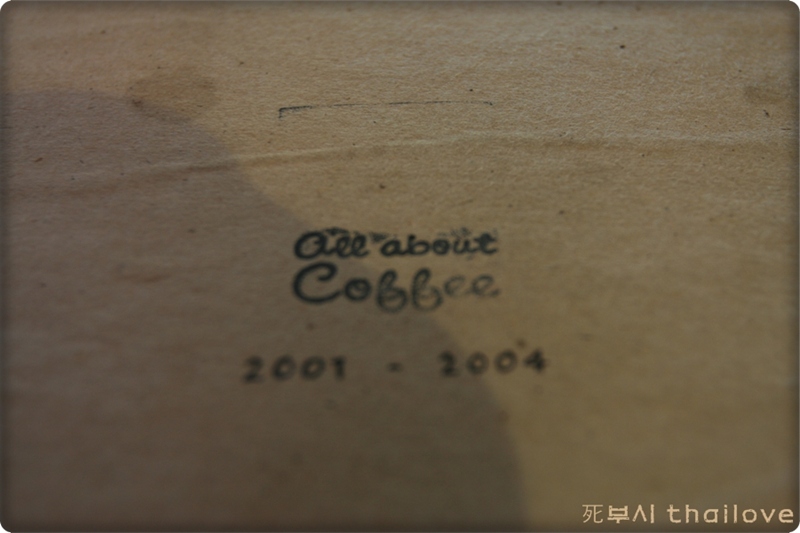 All about
Coffee
2001 - 2004
死부시 thailove